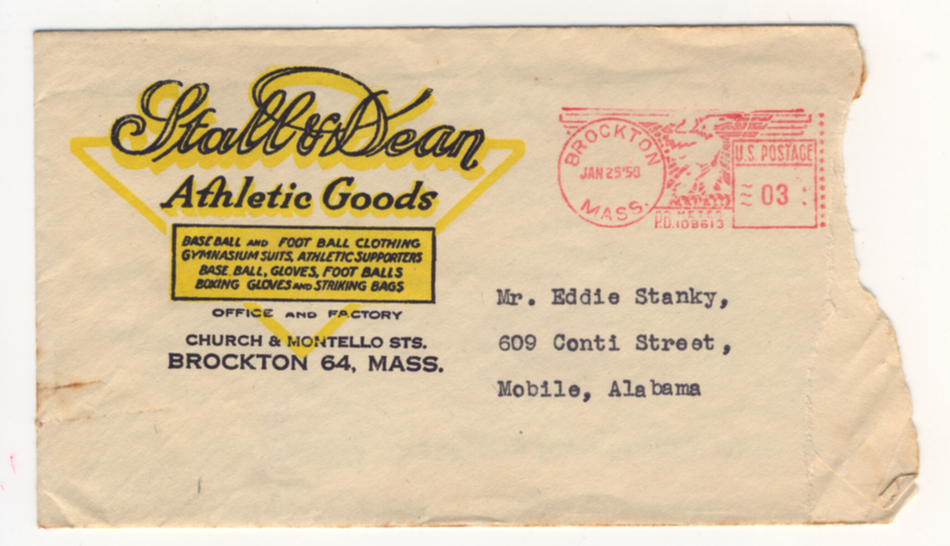 Stall & Dean
Athletic Goods
BASE BALL AND FOOT BALL CLOTHING
GYMNASIUM SUITS, ATHLETIC SUPPORTERS
BASE BALL, GLOVES, FOOT BALLS
BOXING GLOVES AND STRIKING BAGS
OFFICE AND FACTORY
CHURCH & MONTELLO STS.
BROCKTON 64, MASS.
BROCKTON
JAN 25'50
MASS.
U.S. POSTAGE
03
P.B. METER
P.D.109613
Mr. Eddie Stanky,
609 Conti Street,
Mobile, Alabama